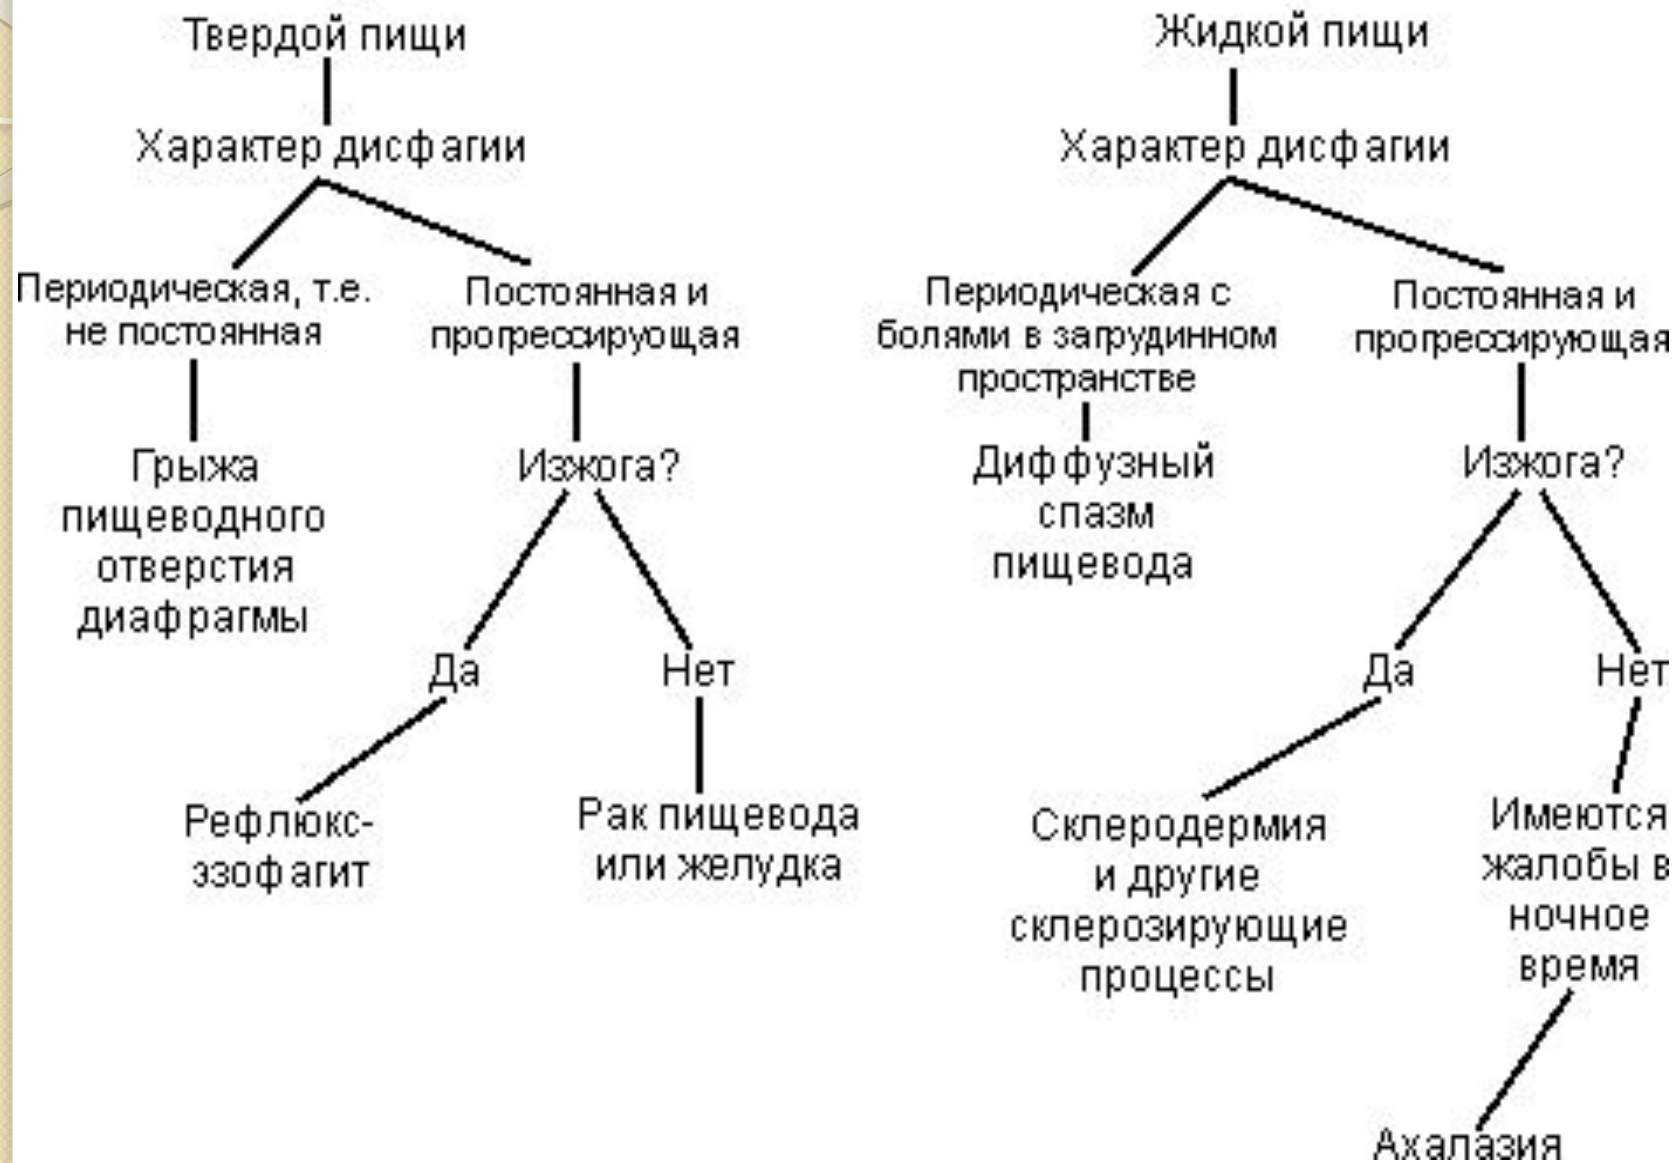 Твердой пищи
Характер дисфагии
Периодическая, т.е.
не постоянная
Постоянная и
прогрессирующая
Грыжа
пищеводного
отверстия
диафрагмы
Изжога?
Да
Нет
Рефлюкс-
эзофагит
Рак пищевода
или желудка
Жидкой пищи
Характер дисфагии
Периодическая с
болями в загрудинном
пространстве
Постоянная и
прогрессирующая
Диффузный
спазм
пищевода
Изжога?
Да
Нет
Склеродермия
и другие
склерозирующие
процессы
Имеются
жалобы в
ночное
время
Ахалазия